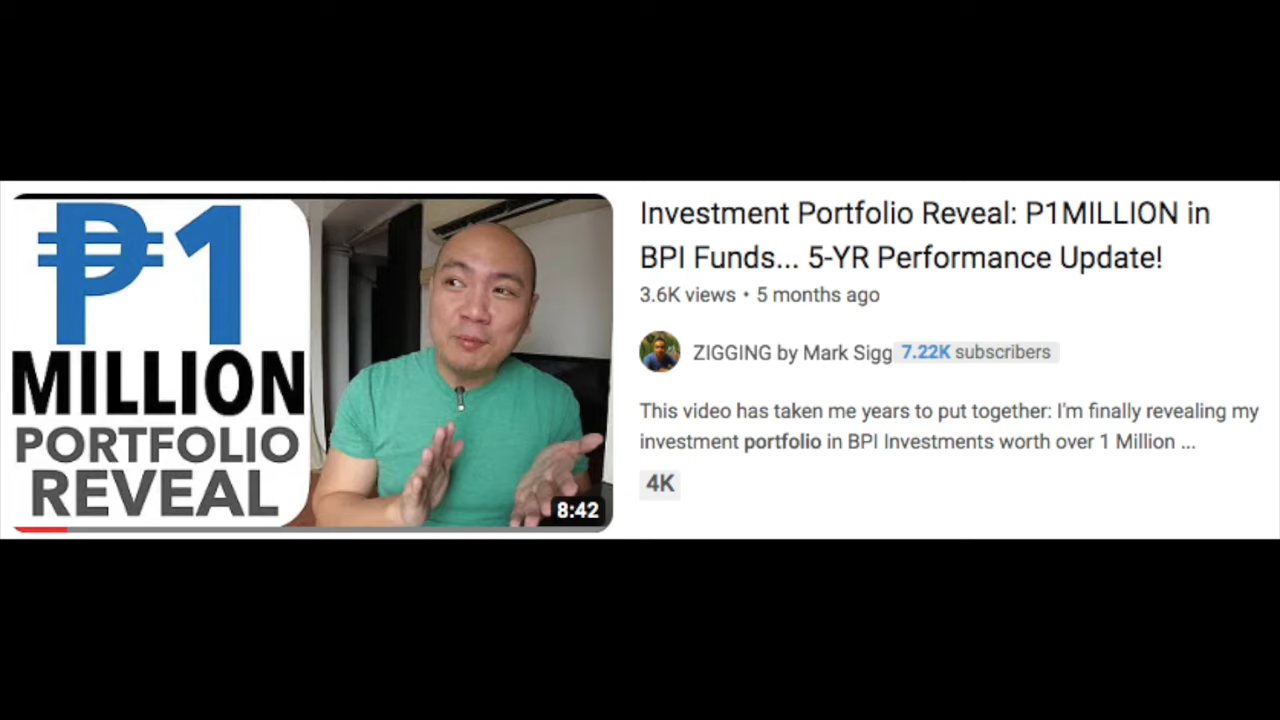 ₱1
MILLION
PORTFOLIO
REVEAL
8:42
Investment Portfolio Reveal: P1MILLION in
BPI Funds... 5-YR Performance Update!
3.6K views • 5 months ago
ZIGGING by Mark Sigg 7.22K subscribers
This video has taken me years to put together: I'm finally revealing my
investment portfolio in BPI Investments worth over 1 Million ...
4K